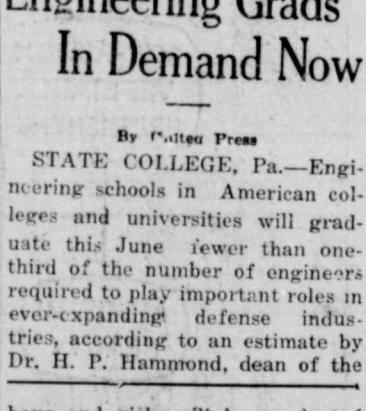 Engineering Grads
In Demand Now
By United Press
STATE COLLEGE, Pa.—Engi-
neering schools in American col-
leges and universities will grad-
uate this June fewer than one-
third of the number of engineers
required to play important roles in
ever-expanding defense indus-
tries, according to an estimate by
Dr. H. P. Hammond, dean of the